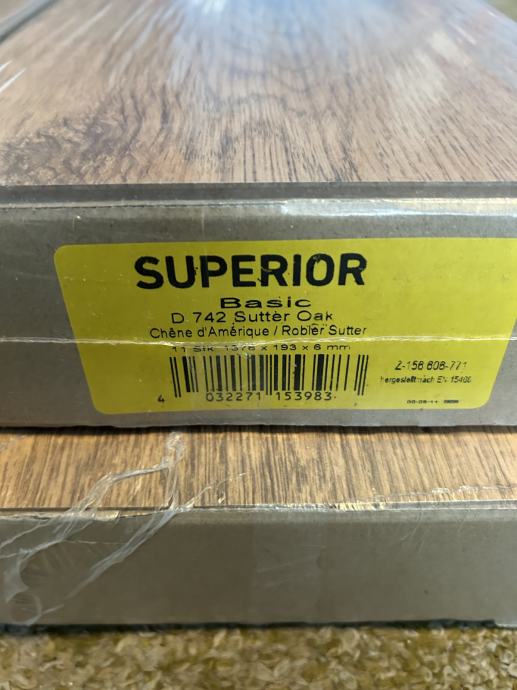 SUPERIOR
Basic
D 742 Sutter Oak
Chêne d'Amérique / Robler Sutter
11 Stk. 1376 x 193 x 6 mm
Z-156 606-771
hergestellt nach EN 15468
4 032271 153983